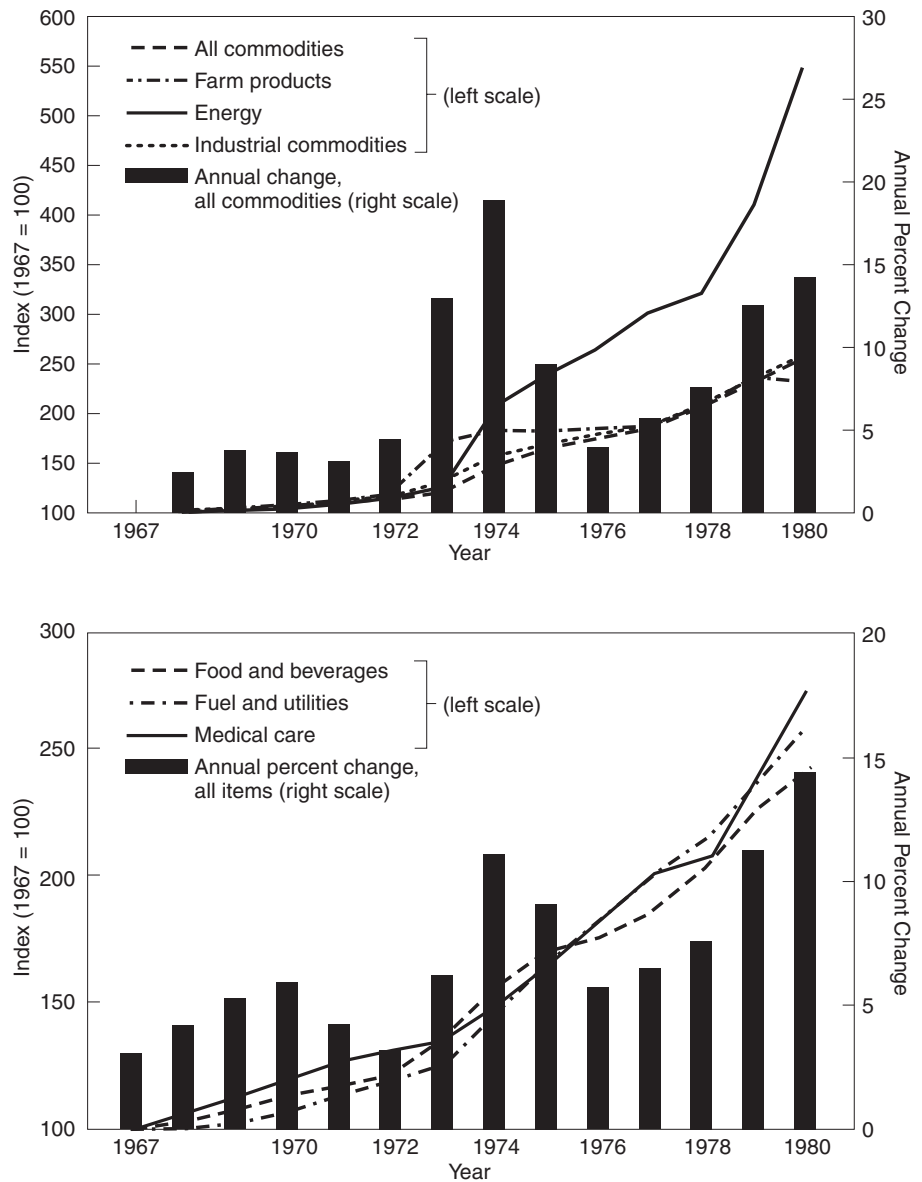 600
550
500
450
400
350
300
250
200
150
100
Index (1967 = 100)
All commodities
Farm products
Energy
Industrial commodities
(left scale)
Annual change,
all commodities (right scale)
30
25
20
15
10
5
0
Annual Percent Change
1967 1970 1972 1974 1976 1978 1980
Year
300
250
200
150
100
Index (1967 = 100)
Food and beverages
Fuel and utilities
Medical care
(left scale)
Annual percent change,
all items (right scale)
20
15
10
5
0
Annual Percent Change
1967 1970 1972 1974 1976 1978 1980
Year